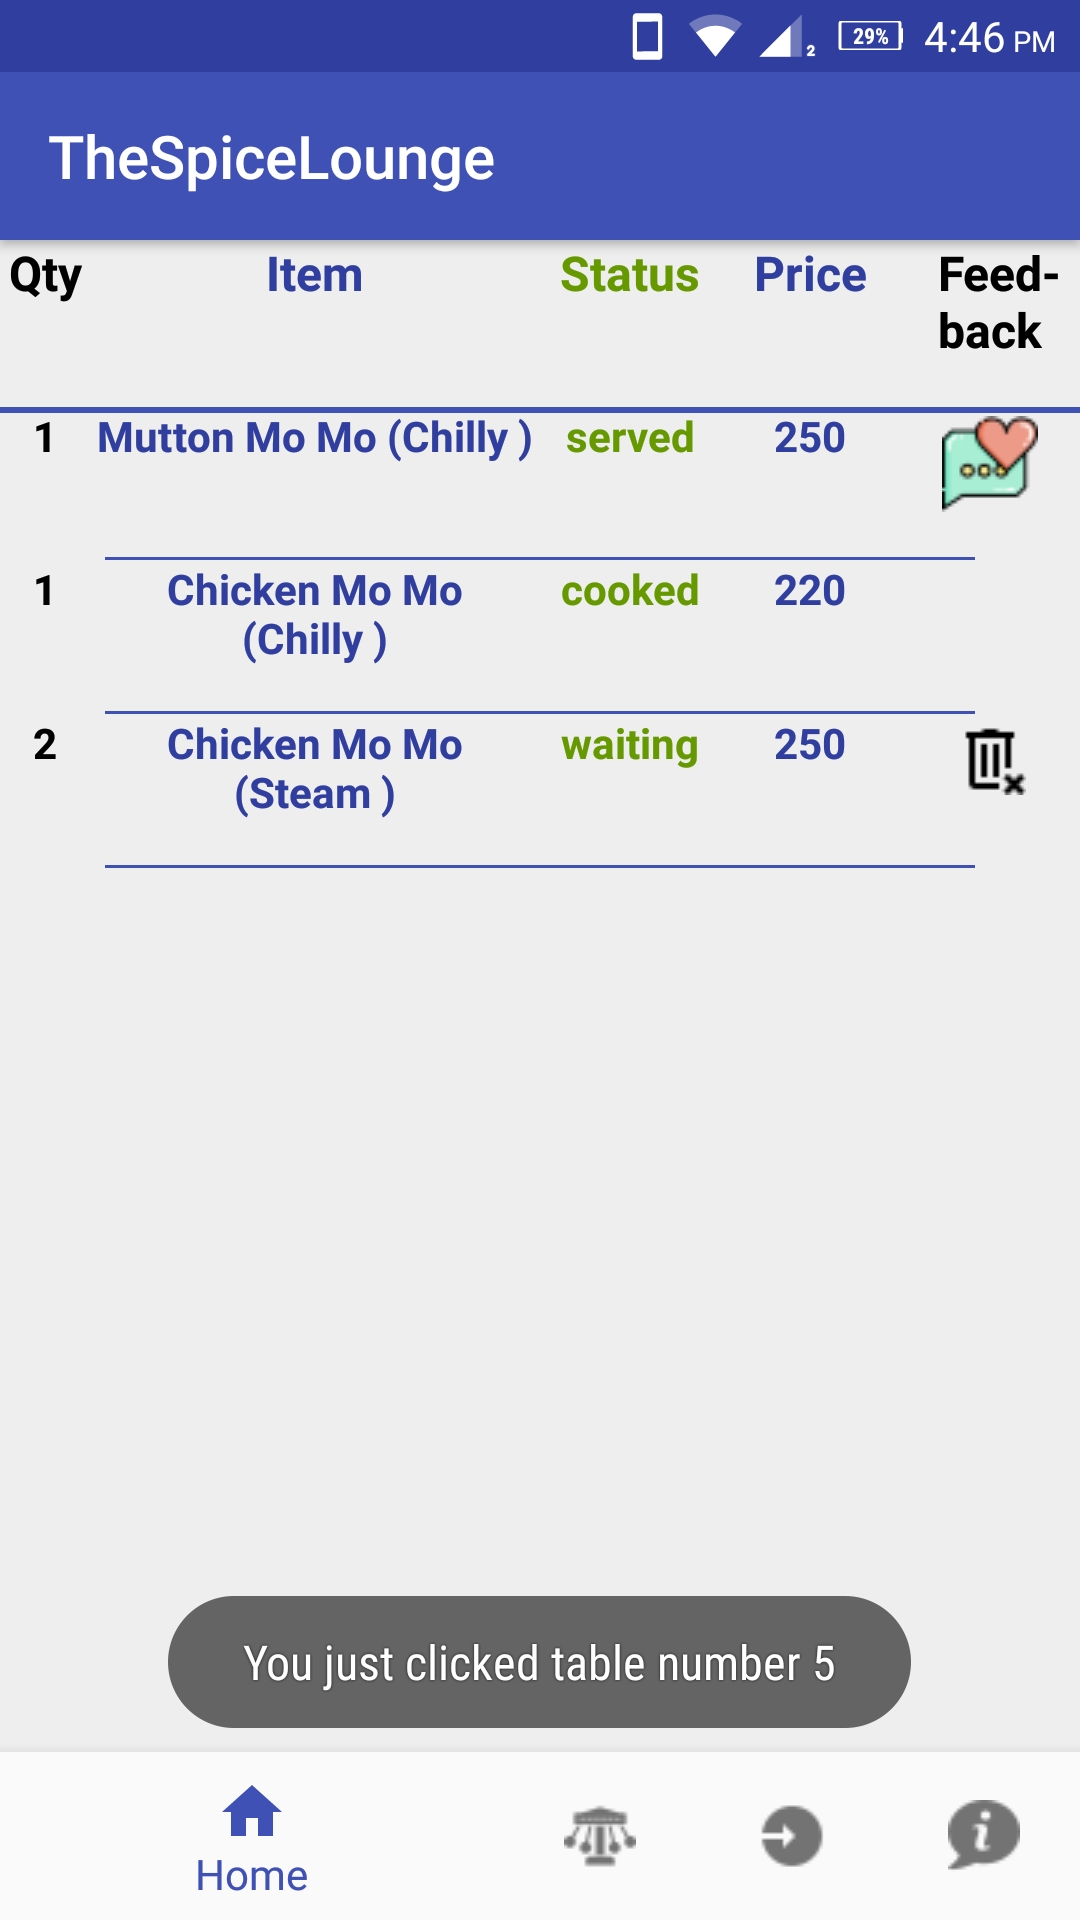 2 29% 4:46 PM
TheSpiceLounge
Qty Item Status Price Feed-
back
1 Mutton Mo Mo (Chilly ) served 250
1 Chicken Mo Mo cooked 220
(Chilly )
2 Chicken Mo Mo waiting 250
(Steam )
You just clicked table number 5
Home